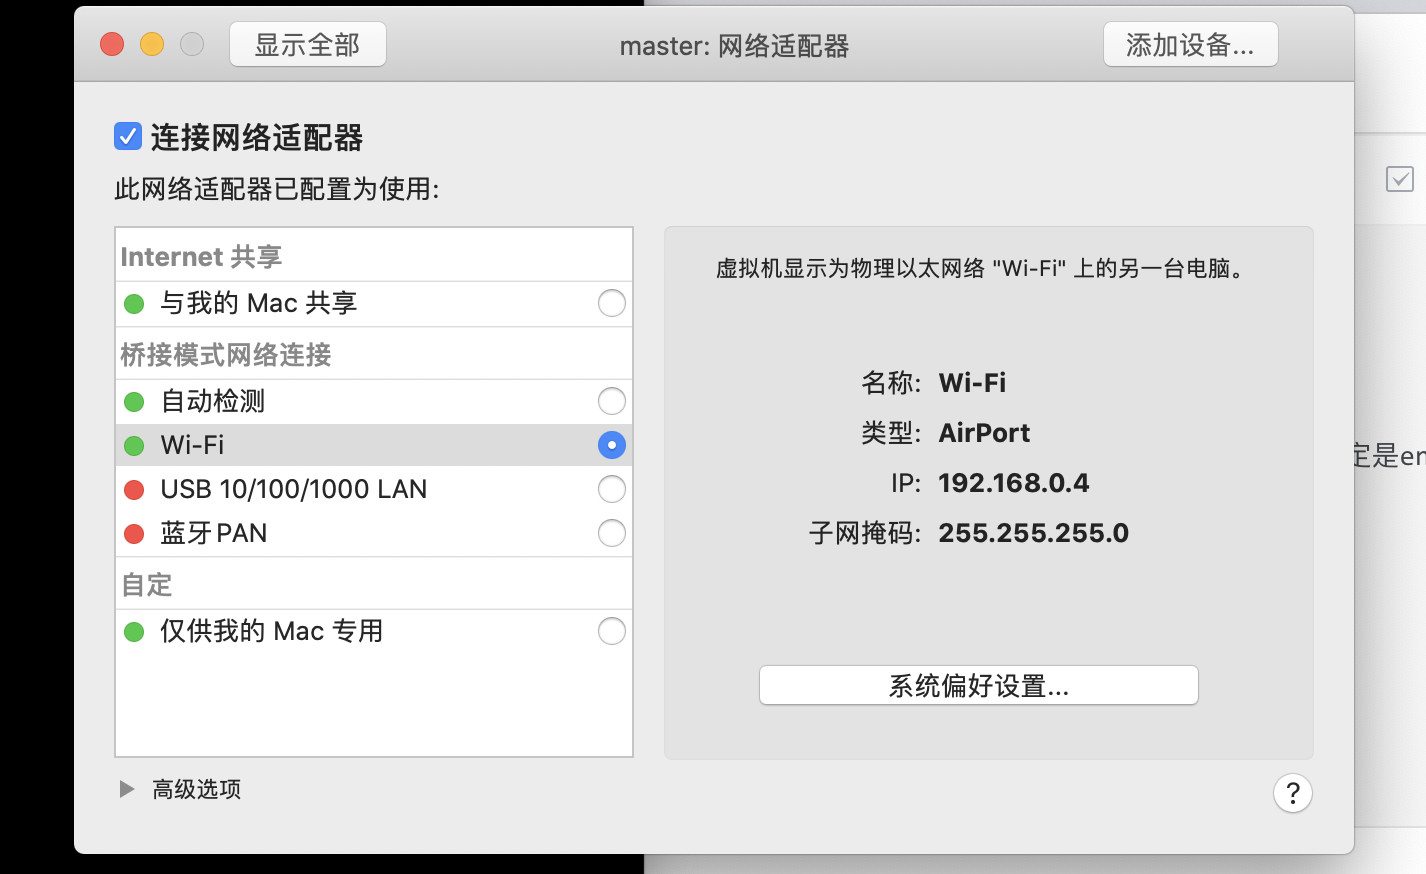 显示全部
master: 网络适配器
添加设备...
连接网络适配器
此网络适配器已配置为使用:
Internet 共享
与我的 Mac 共享
桥接模式网络连接
自动检测
Wi-Fi
USB 10/100/1000 LAN
蓝牙 PAN
自定
仅供我的 Mac 专用
高级选项
虚拟机显示为物理以太网络 "Wi-Fi" 上的另一台电脑。
名称: Wi-Fi
类型: AirPort
IP: 192.168.0.4
子网掩码: 255.255.255.0
系统偏好设置...
?
定是en